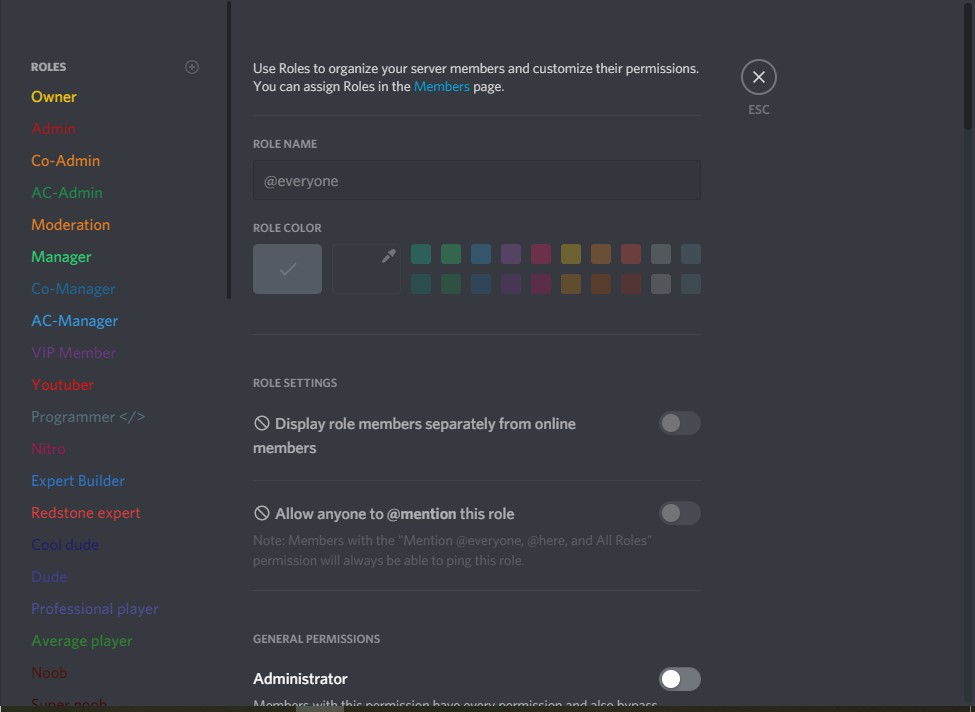 ROLES
Owner
Admin
Co-Admin
AC-Admin
Moderation
Manager
Co-Manager
AC-Manager
VIP Member
Youtuber
Programmer </>
Nitro
Expert Builder
Redstone expert
Cool dude
Dude
Professional player
Average player
Noob
Super noob
Use Roles to organize your server members and customize their permissions.
You can assign Roles in the Members page.
ROLE NAME
@everyone
ROLE COLOR
ROLE SETTINGS
Display role members separately from online
members
Allow anyone to @mention this role
Note: Members with the "Mention @everyone, @here, and All Roles"
permission will always be able to ping this role.
GENERAL PERMISSIONS
Administrator
Members with this permission have every permission and also bypass
ESC